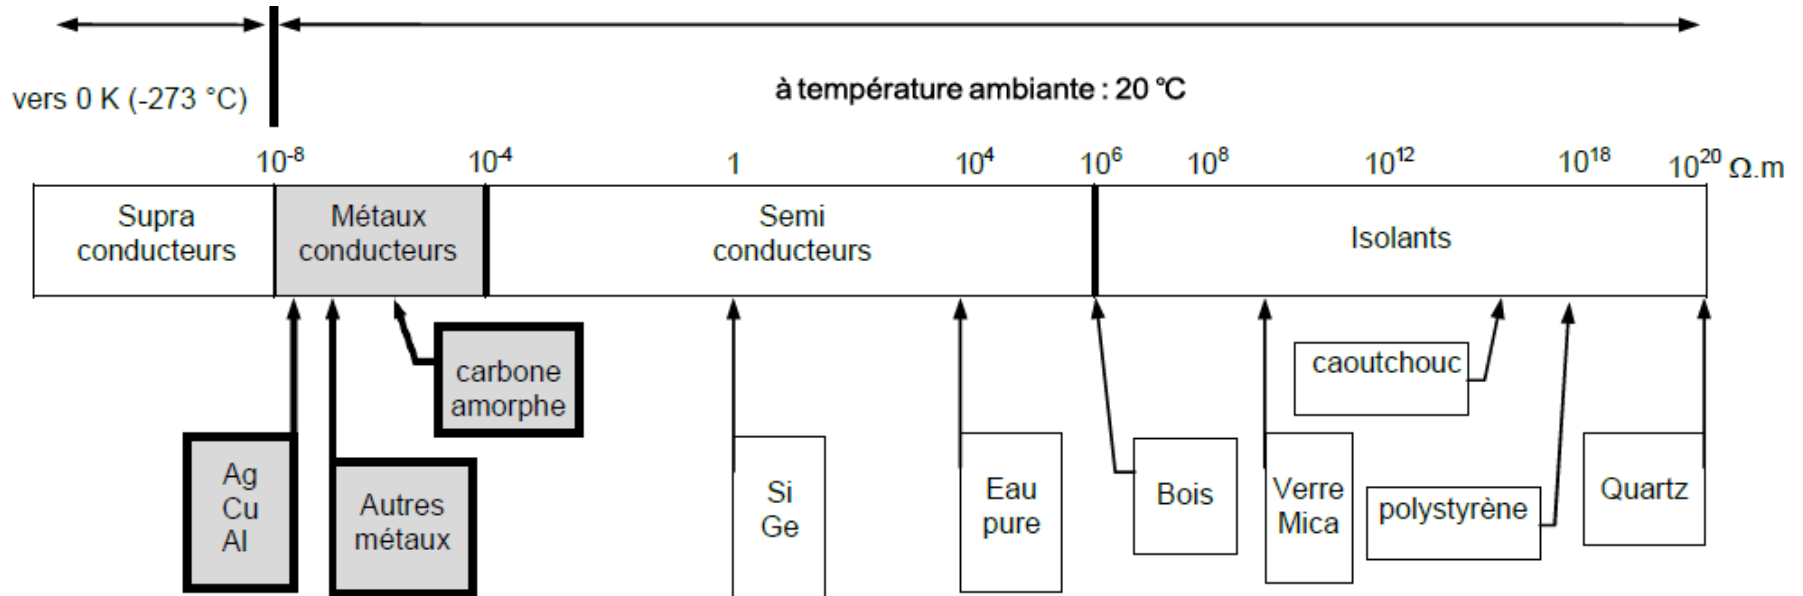 vers 0 K (-273 °C)
à température ambiante : 20 °C
10⁻⁸ 10⁻⁴ 1 10⁴ 10⁶ 10⁸ 10¹² 10¹⁸ 10²⁰ Ω.m
Supra
conducteurs
Métaux
conducteurs
Semi
conducteurs
Isolants
carbone
amorphe
Ag
Cu
Al
Autres
métaux
Si
Ge
Eau
pure
Bois
Verre
Mica
caoutchouc
polystyrène
Quartz